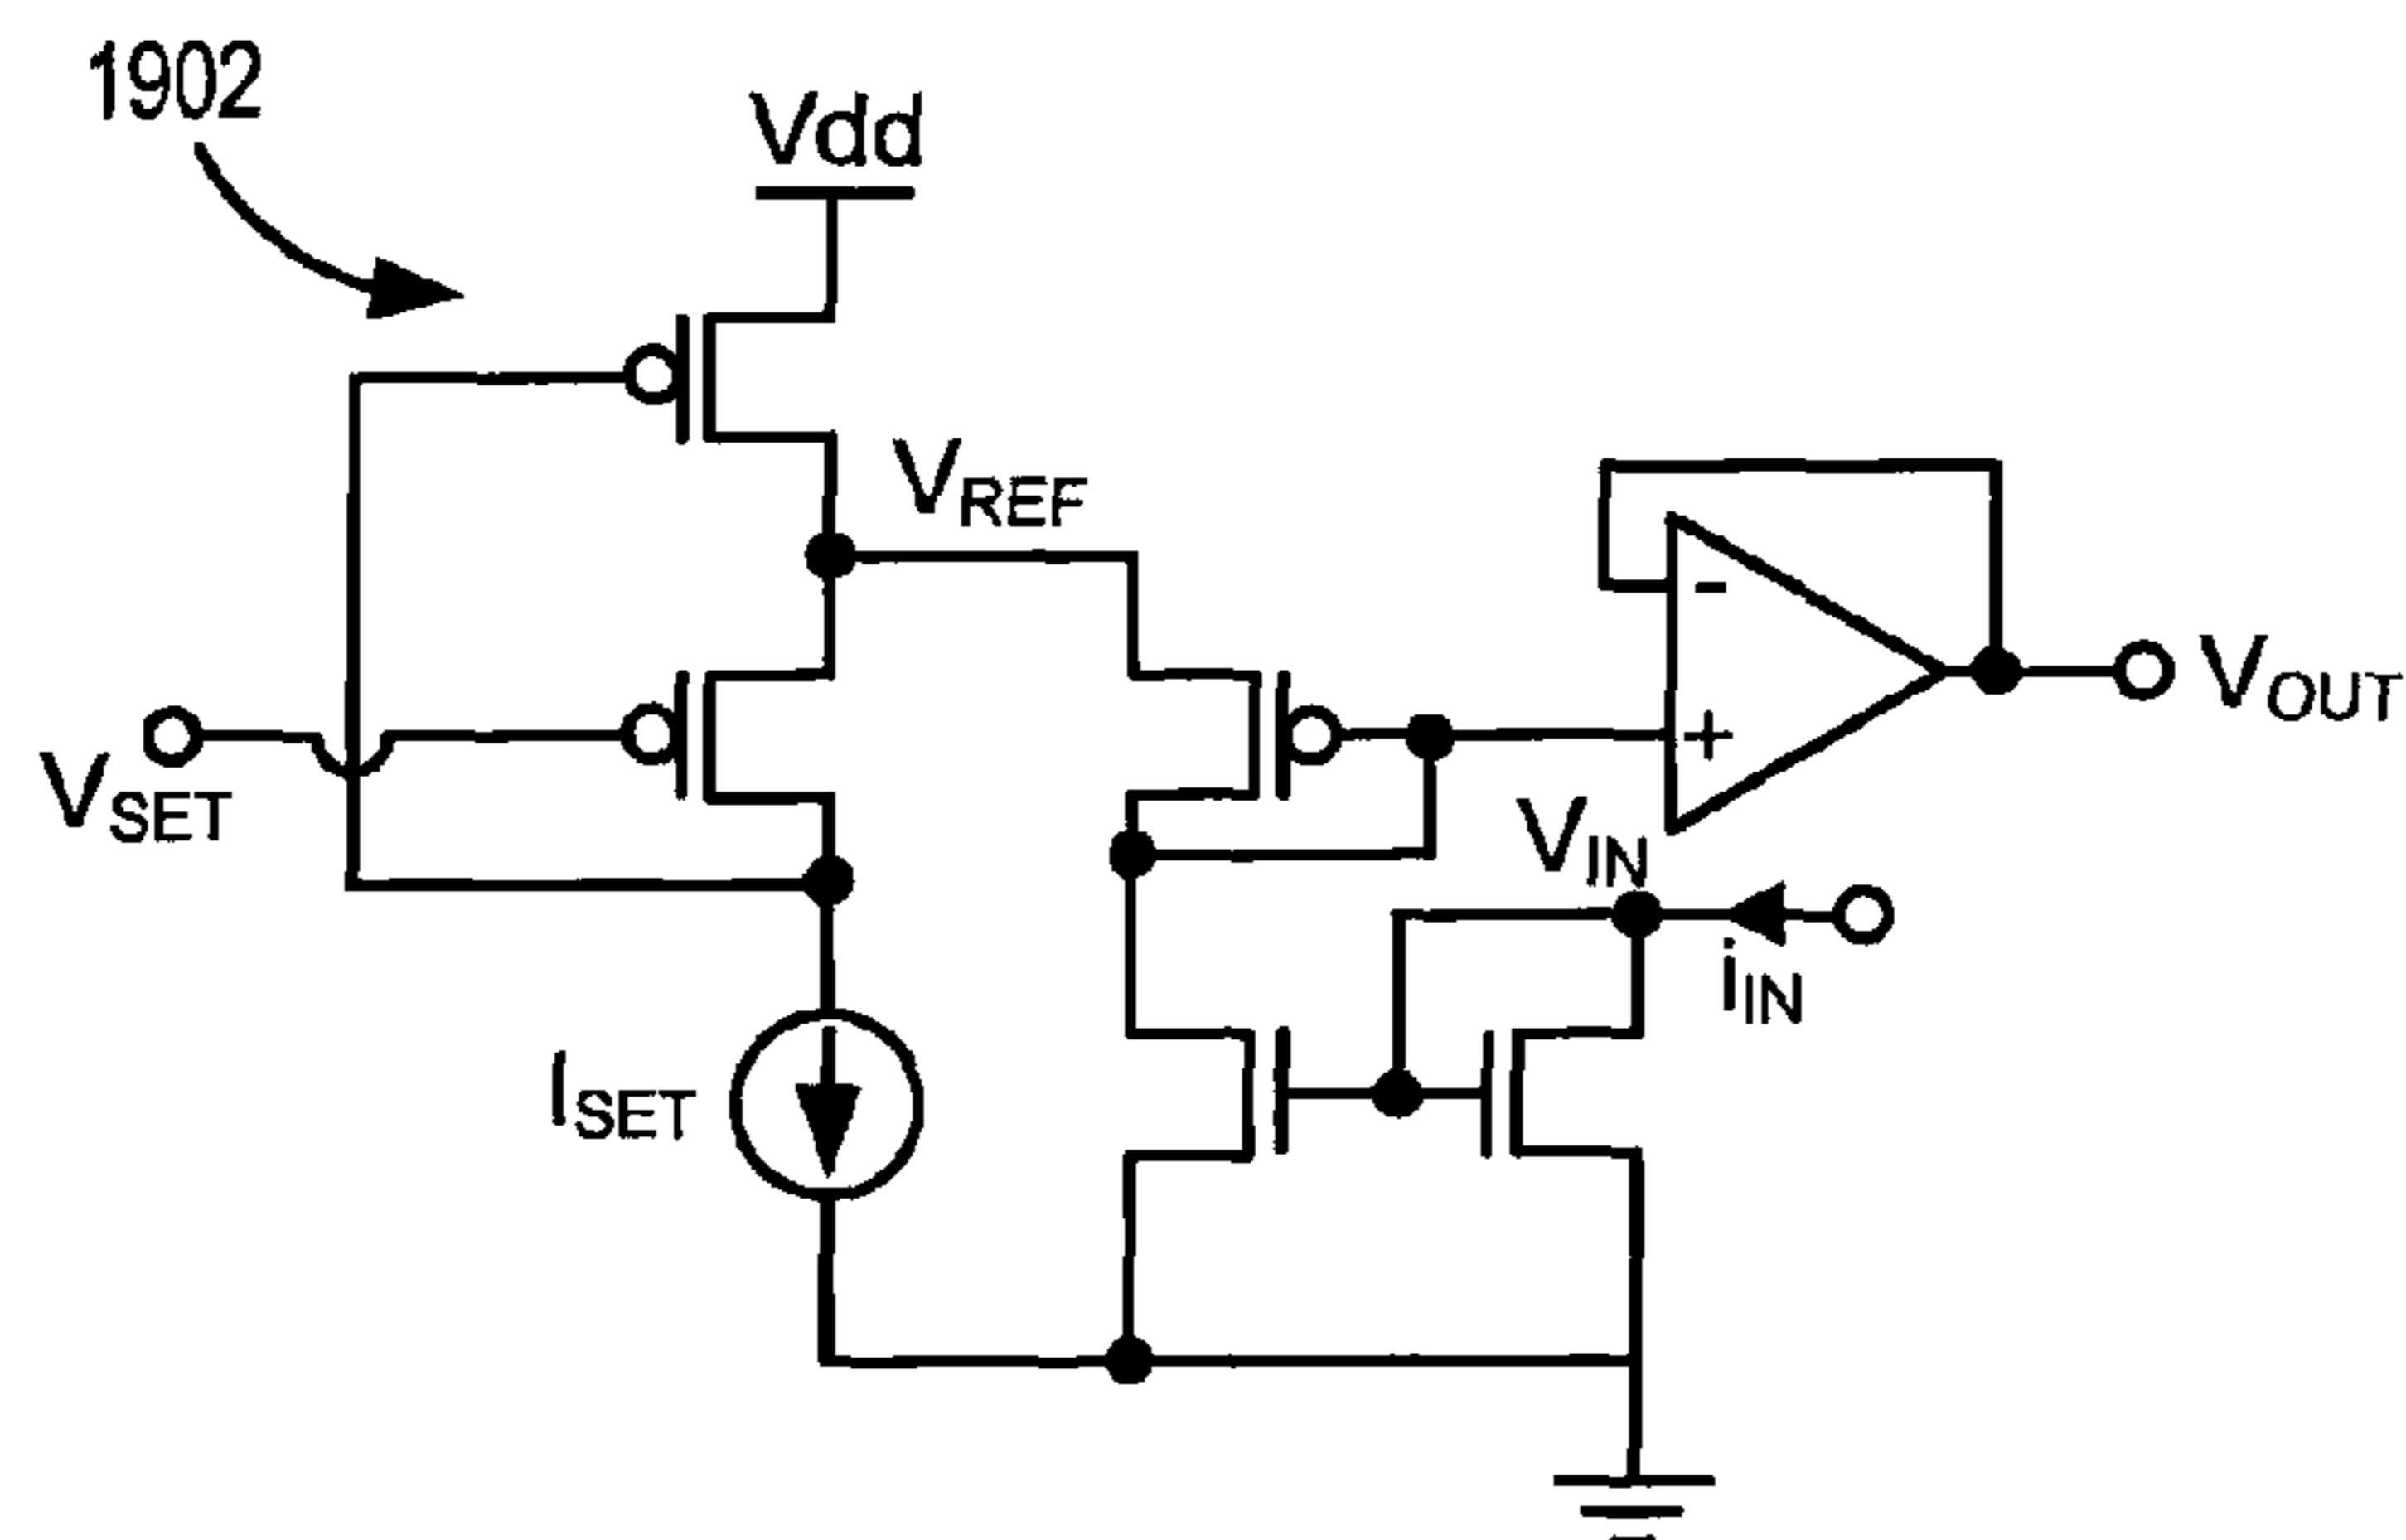 1902
Vdd
VREF
-
VSET
+
VOUT
VIN
iIN
ISET